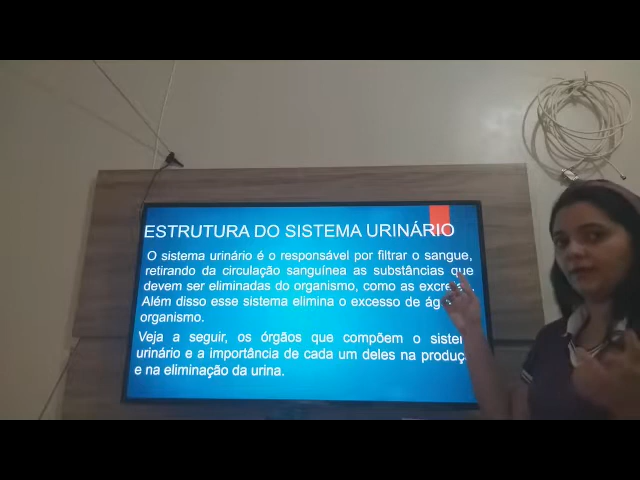 ESTRUTURA DO SISTEMA URINÁRIO
O sistema urinário é o responsável por filtrar o sangue,
retirando da circulação sanguínea as substâncias que
devem ser eliminadas do organismo, como as
Além disso esse sistema elimina o excesso de
organismo.
Veja a seguir, os órgãos que compõem o
urinário e a importância de cada um deles na
e na eliminação da urina.